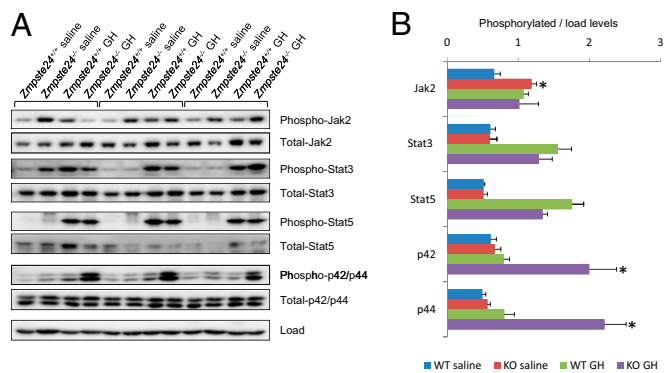 A
Zmpste24+/+ saline
Zmpste24-/- saline
Zmpste24+/+ GH
Zmpste24-/- GH
Zmpste24+/+ saline
Zmpste24-/- saline
Zmpste24+/+ GH
Zmpste24-/- GH
Zmpste24+/+ saline
Zmpste24-/- saline
Zmpste24+/+ GH
Zmpste24-/- GH
Phospho-Jak2
Total-Jak2
Phospho-Stat3
Total-Stat3
Phospho-Stat5
Total-Stat5
Phospho-p42/p44
Total-p42/p44
Load
B
Phosphorylated / load levels
0 1 2 3
Jak2 *
Stat3
Stat5
p42 *
p44 *
WT saline KO saline WT GH KO GH